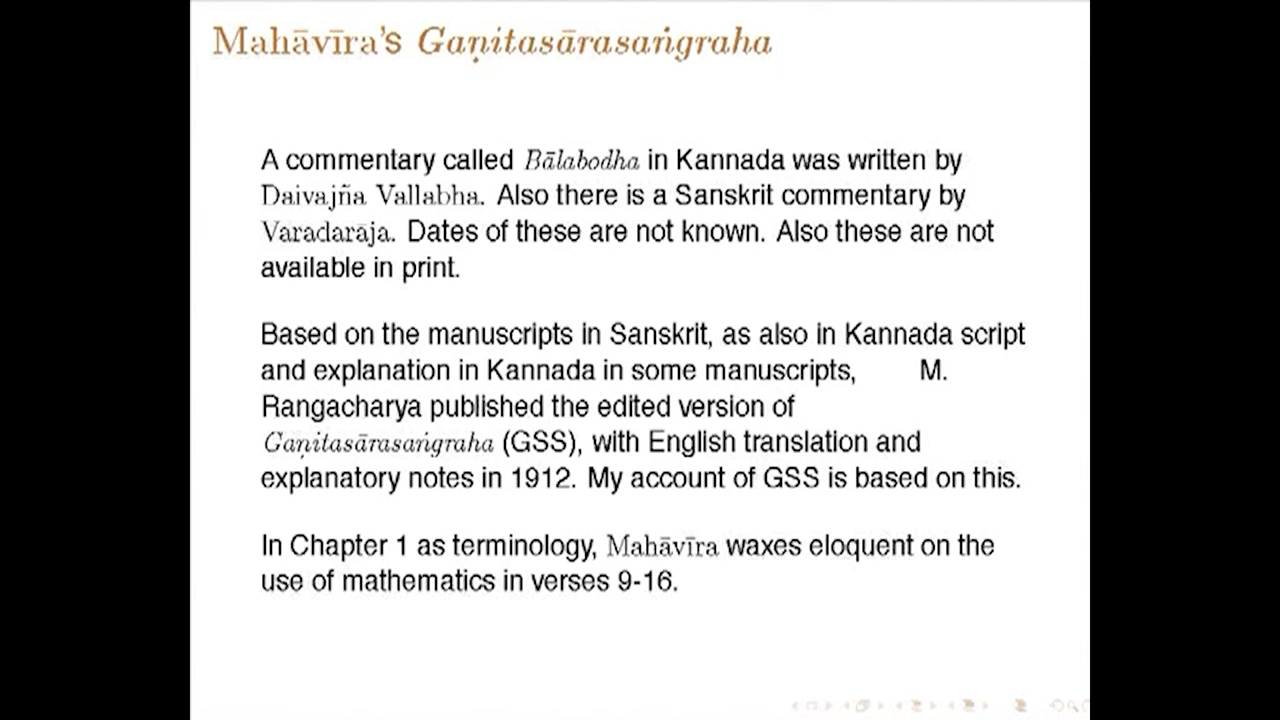 Mahāvīra's Gaṇitasārasaṅgraha
A commentary called Bālabodha in Kannada was written by
Daivajña Vallabha. Also there is a Sanskrit commentary by
Varadarāja. Dates of these are not known. Also these are not
available in print.
Based on the manuscripts in Sanskrit, as also in Kannada script
and explanation in Kannada in some manuscripts, M.
Rangacharya published the edited version of
Gaṇitasārasaṅgraha (GSS), with English translation and
explanatory notes in 1912. My account of GSS is based on this.
In Chapter 1 as terminology, Mahāvīra waxes eloquent on the
use of mathematics in verses 9-16.